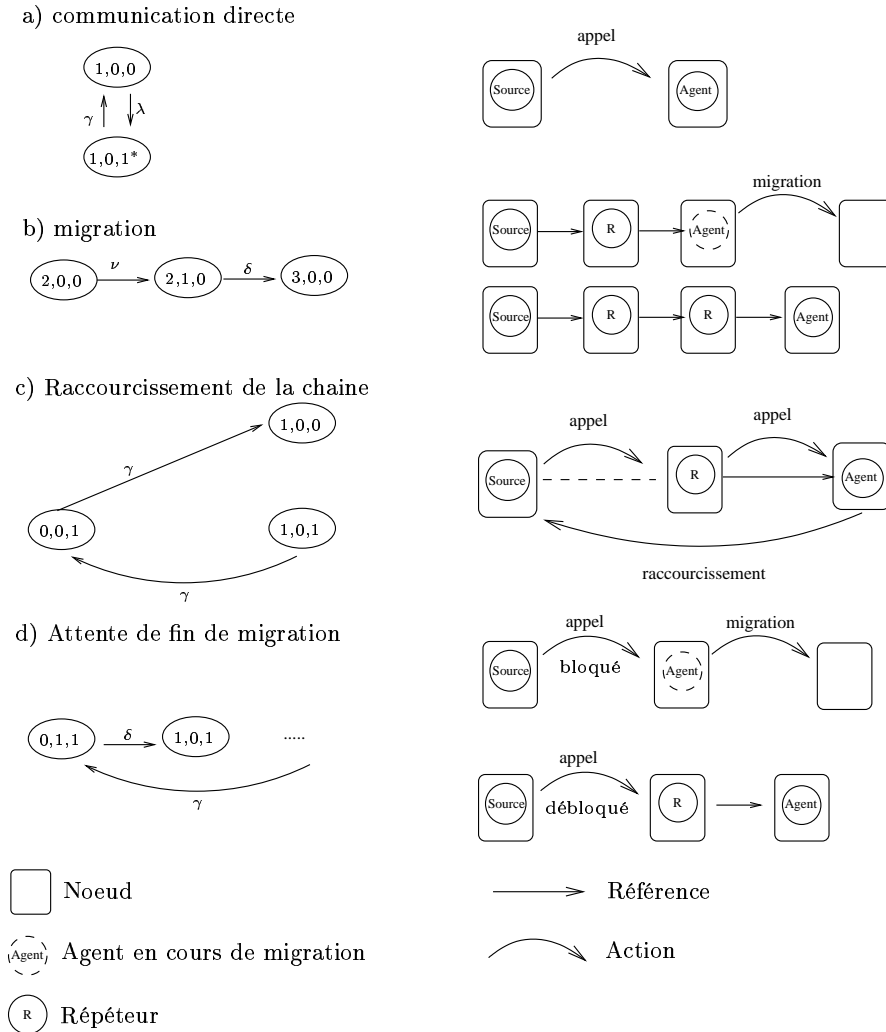 a) communication directe
1,0,0
γ
λ
1,0,1*
appel
Source
Agent
b) migration
2,0,0
ν
2,1,0
δ
3,0,0
migration
Source
R
Agent
Source
R
R
Agent
c) Raccourcissement de la chaine
1,0,0
γ
0,0,1
1,0,1
γ
appel
appel
Source
R
Agent
raccourcissement
d) Attente de fin de migration
0,1,1
δ
1,0,1
.....
γ
appel
migration
Source
bloqué
Agent
appel
Source
débloqué
R
Agent
Noeud
Référence
Agent
Agent en cours de migration
Action
R
Répéteur